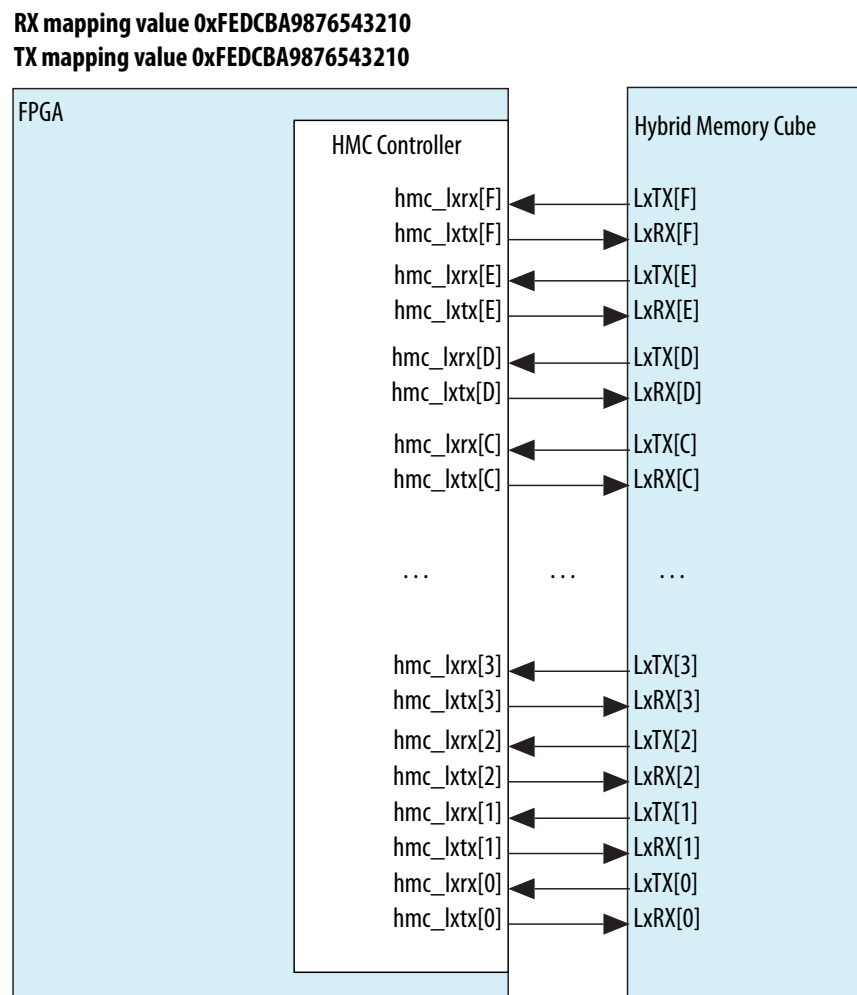 RX mapping value 0xFEDCBA9876543210
TX mapping value 0xFEDCBA9876543210
FPGA
HMC Controller
Hybrid Memory Cube
hmc_lxrx[F] LxTX[F]
hmc_lxtx[F] LxRX[F]
hmc_lxrx[E] LxTX[E]
hmc_lxtx[E] LxRX[E]
hmc_lxrx[D] LxTX[D]
hmc_lxtx[D] LxRX[D]
hmc_lxrx[C] LxTX[C]
hmc_lxtx[C] LxRX[C]
. . . . . . . . .
hmc_lxrx[3] LxTX[3]
hmc_lxtx[3] LxRX[3]
hmc_lxrx[2] LxTX[2]
hmc_lxtx[2] LxRX[2]
hmc_lxrx[1] LxTX[1]
hmc_lxtx[1] LxRX[1]
hmc_lxrx[0] LxTX[0]
hmc_lxtx[0] LxRX[0]